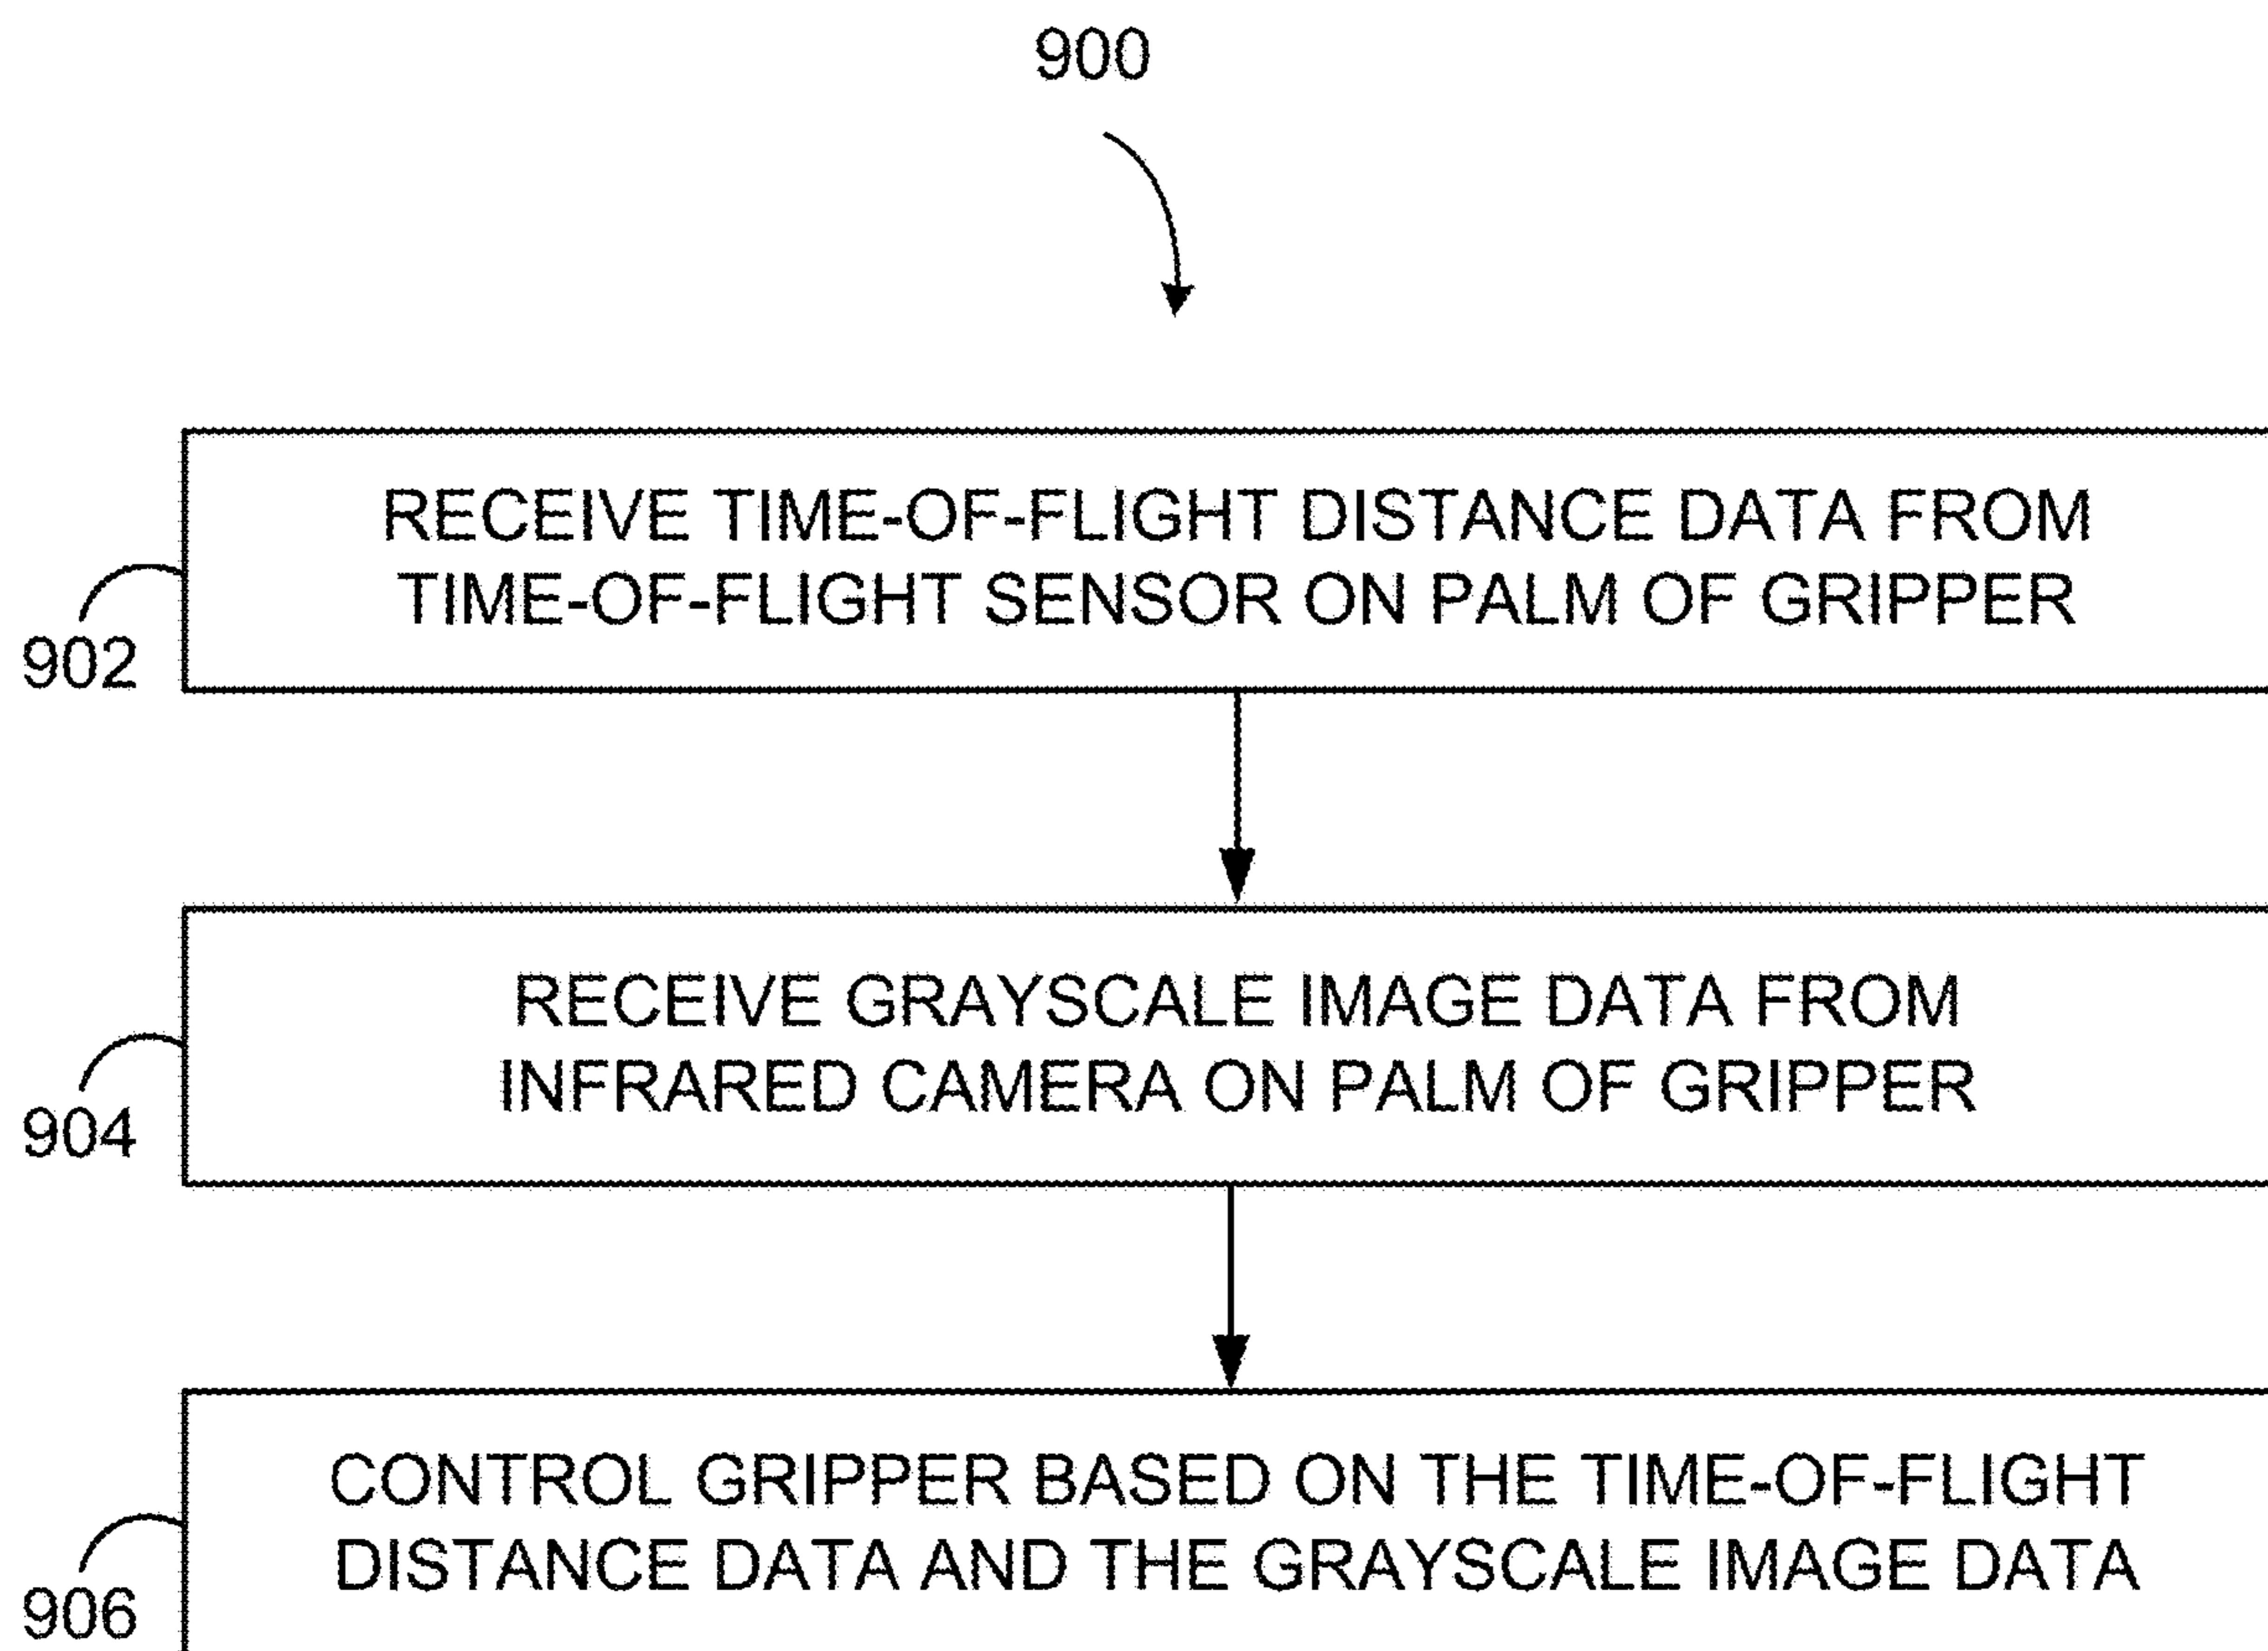 900
RECEIVE TIME-OF-FLIGHT DISTANCE DATA FROM
TIME-OF-FLIGHT SENSOR ON PALM OF GRIPPER
902
RECEIVE GRAYSCALE IMAGE DATA FROM
INFRARED CAMERA ON PALM OF GRIPPER
904
CONTROL GRIPPER BASED ON THE TIME-OF-FLIGHT
DISTANCE DATA AND THE GRAYSCALE IMAGE DATA
906